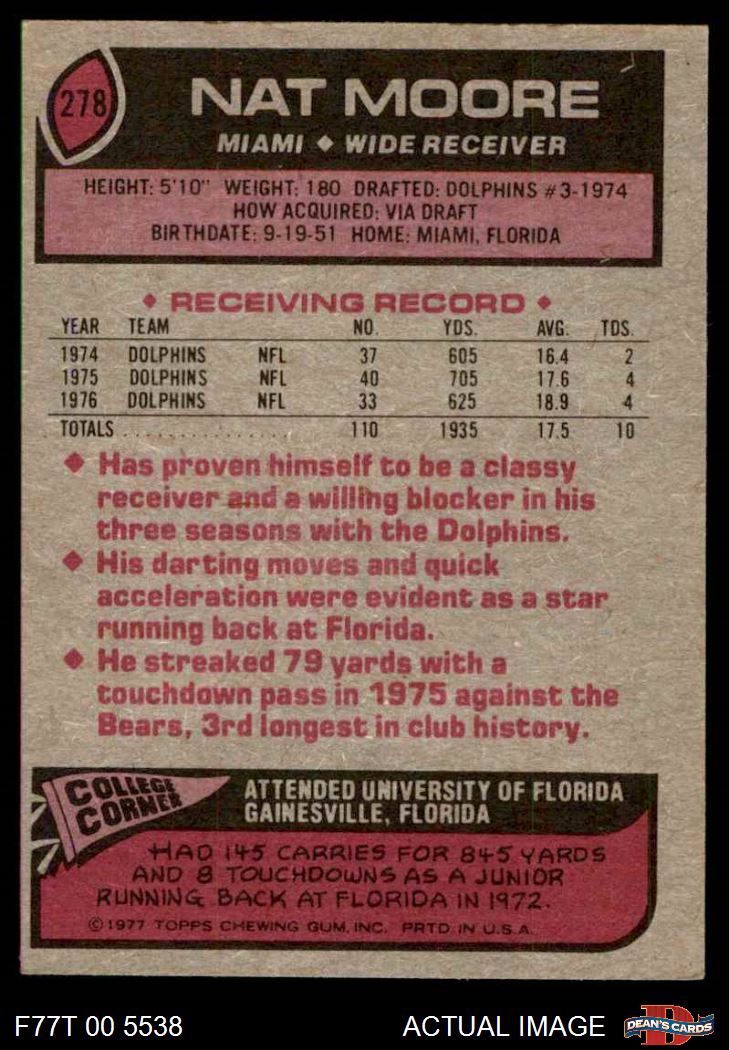 278
NAT MOORE
MIAMI ♦ WIDE RECEIVER
HEIGHT: 5'10" WEIGHT: 180 DRAFTED: DOLPHINS #3-1974
HOW ACQUIRED: VIA DRAFT
BIRTHDATE: 9-19-51 HOME: MIAMI, FLORIDA
♦ RECEIVING RECORD ♦
YEAR TEAM NO. YDS. AVG. TDS.
1974 DOLPHINS NFL 37 605 16.4 2
1975 DOLPHINS NFL 40 705 17.6 4
1976 DOLPHINS NFL 33 625 18.9 4
TOTALS ................ 110 1935 17.5 10
♦ Has proven himself to be a classy
receiver and a willing blocker in his
three seasons with the Dolphins.
♦ His darting moves and quick
acceleration were evident as a star
running back at Florida.
♦ He streaked 79 yards with a
touchdown pass in 1975 against the
Bears, 3rd longest in club history.
COLLEGE
CORNER
ATTENDED UNIVERSITY OF FLORIDA
GAINESVILLE, FLORIDA
HAD 145 CARRIES FOR 845 YARDS
AND 8 TOUCHDOWNS AS A JUNIOR
RUNNING BACK AT FLORIDA IN 1972.
© 1977 TOPPS CHEWING GUM, INC. PRTD. IN U.S.A.
F77T 00 5538 ACTUAL IMAGE
D
DEAN'S CARDS